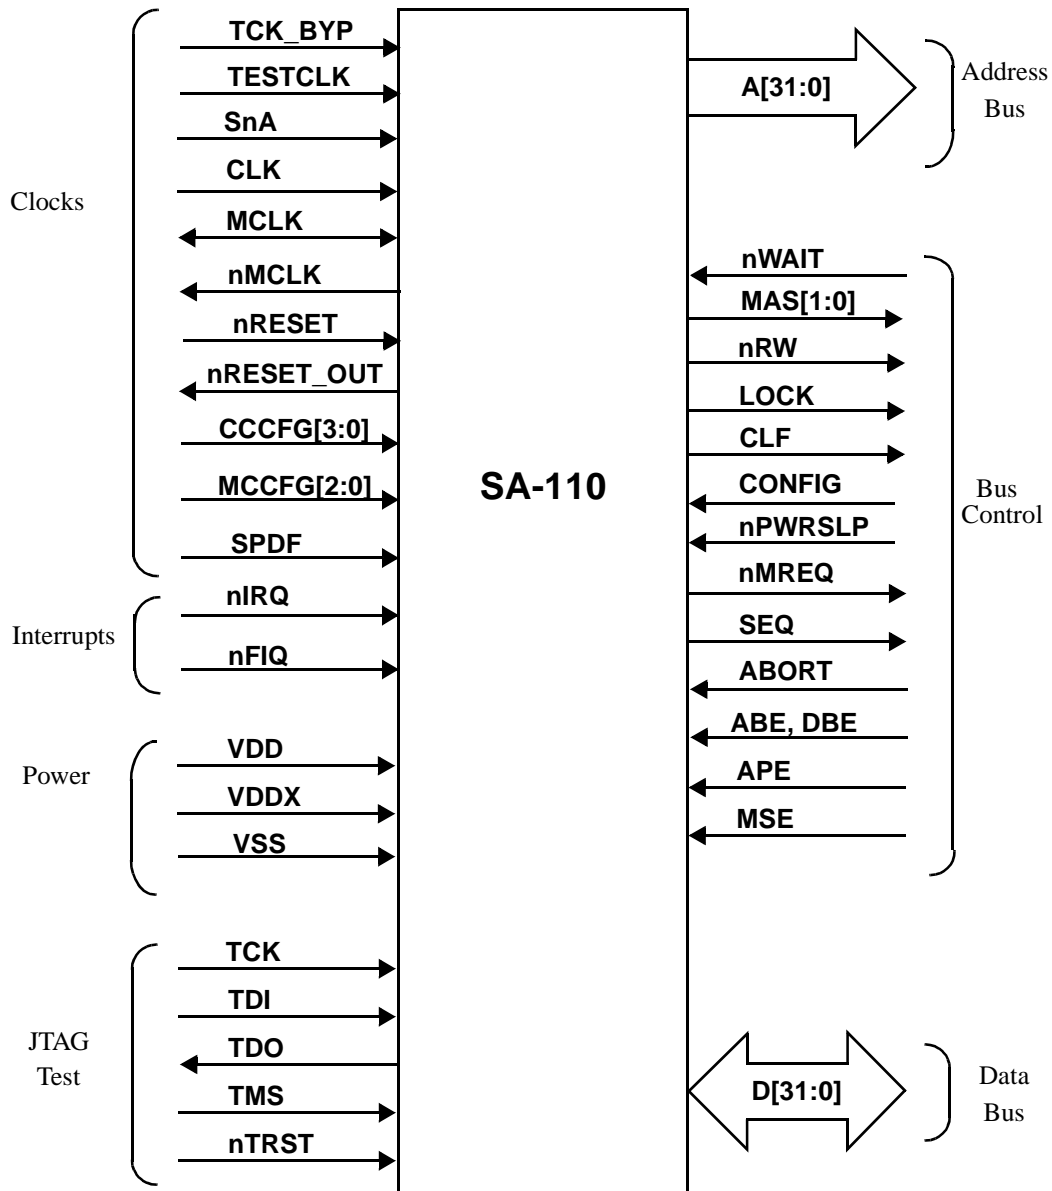 Clocks
TCK_BYP
TESTCLK
SnA
CLK
MCLK
nMCLK
nRESET
nRESET_OUT
CCCFG[3:0]
MCCFG[2:0]
SPDF
Interrupts
nIRQ
nFIQ
Power
VDD
VDDX
VSS
JTAG
Test
TCK
TDI
TDO
TMS
nTRST
SA-110
A[31:0]
Address
Bus
nWAIT
MAS[1:0]
nRW
LOCK
CLF
CONFIG
nPWRSLP
nMREQ
SEQ
ABORT
ABE, DBE
APE
MSE
Bus
Control
D[31:0]
Data
Bus